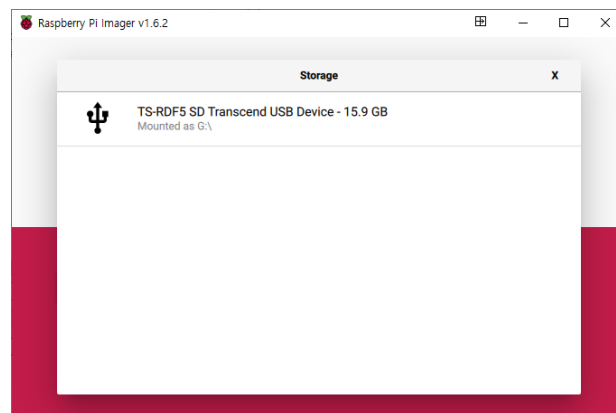 Raspberry Pi Imager v1.6.2
Storage
X
TS-RDF5 SD Transcend USB Device - 15.9 GB
Mounted as G:\